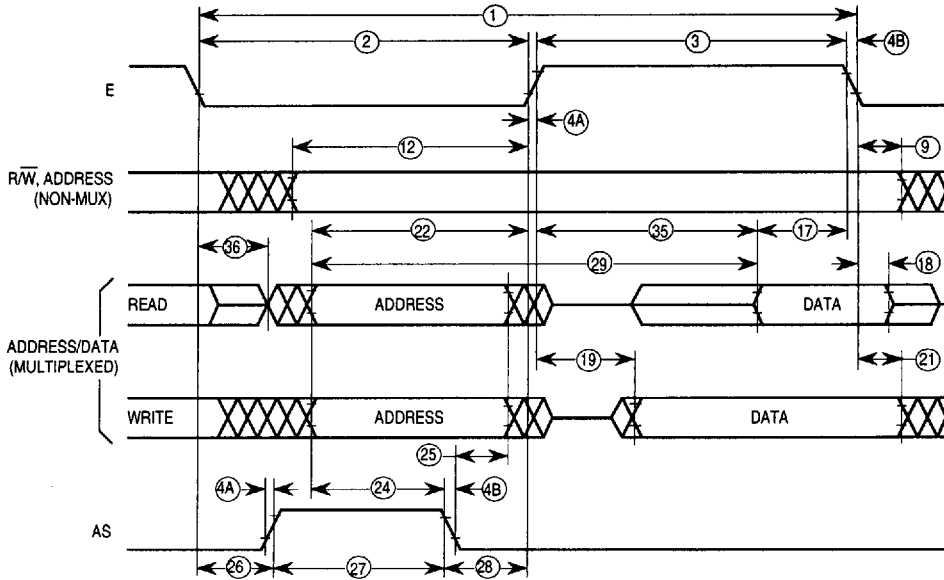 1
2
3
4B
E
4A
12
9
R/W, ADDRESS
(NON-MUX)
22
35
17
36
29
18
READ
ADDRESS
DATA
ADDRESS/DATA
(MULTIPLEXED)
19
21
WRITE
ADDRESS
DATA
25
4A
24
4B
AS
26
27
28